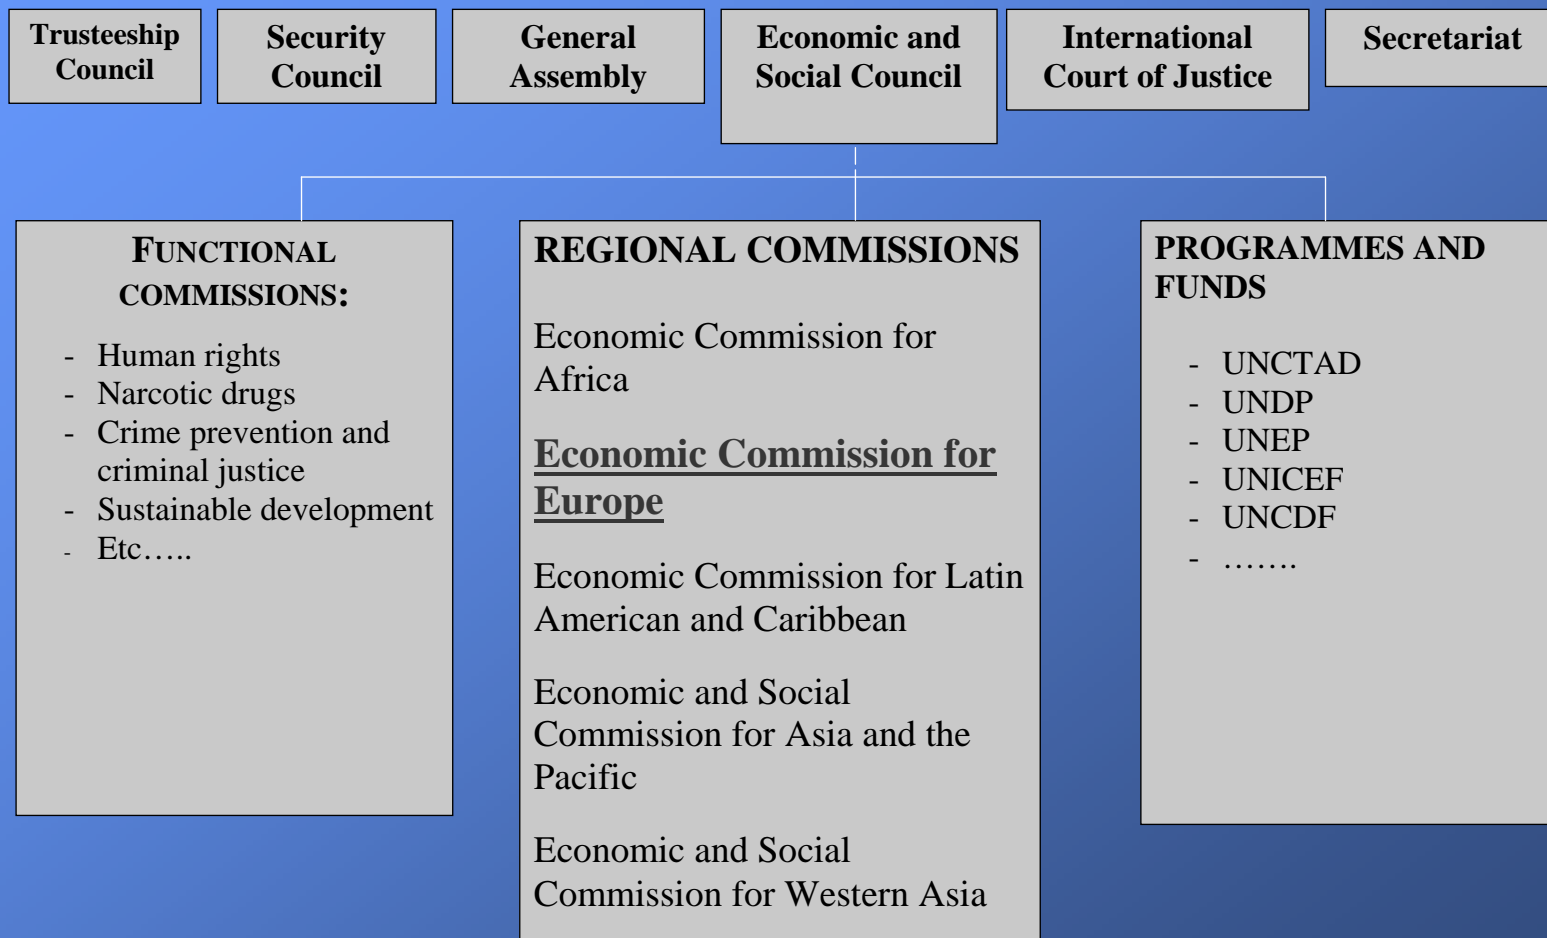 Trusteeship
Council
Security
Council
General
Assembly
Economic and
Social Council
International
Court of Justice
Secretariat
FUNCTIONAL
COMMISSIONS:
- Human rights
- Narcotic drugs
- Crime prevention and
criminal justice
- Sustainable development
- Etc…..
REGIONAL COMMISSIONS
Economic Commission for
Africa
Economic Commission for
Europe
Economic Commission for Latin
American and Caribbean
Economic and Social
Commission for Asia and the
Pacific
Economic and Social
Commission for Western Asia
PROGRAMMES AND
FUNDS
- UNCTAD
- UNDP
- UNEP
- UNICEF
- UNCDF
- …….